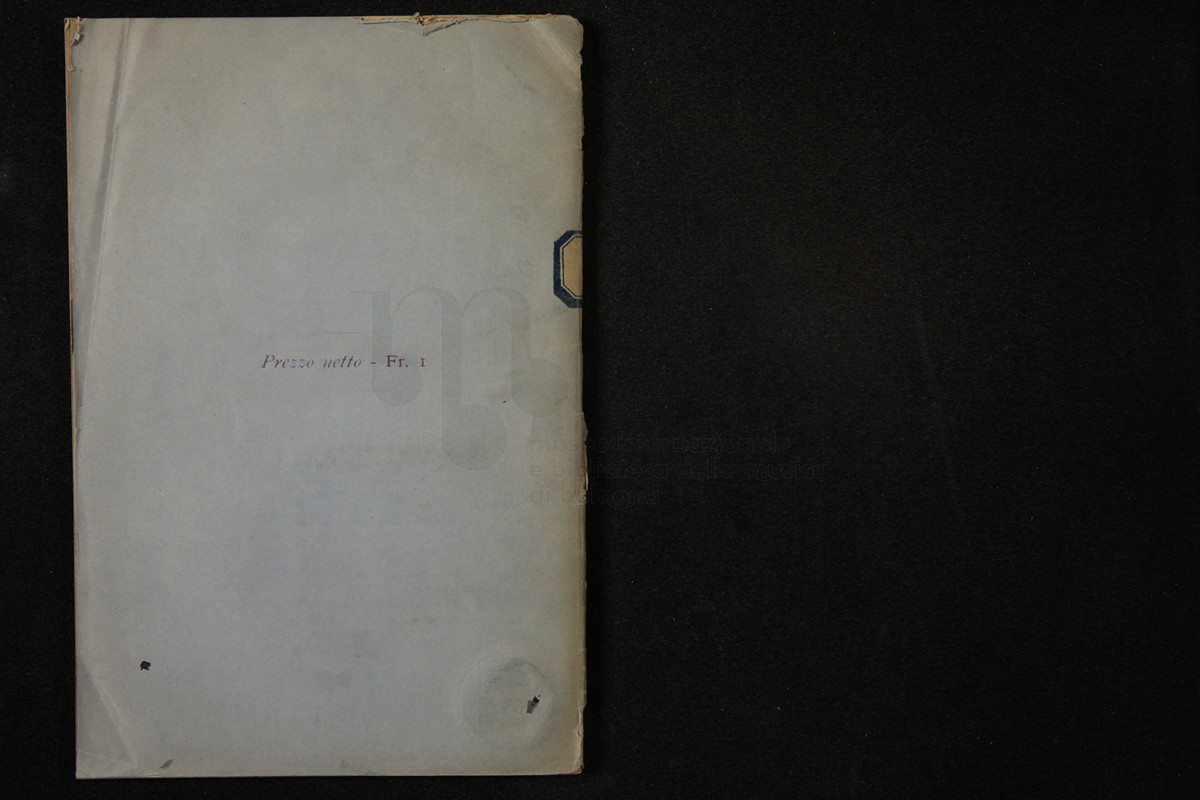 Prezzo netto - Fr. 1
museo internazionale
e biblioteca della musica
di bologna